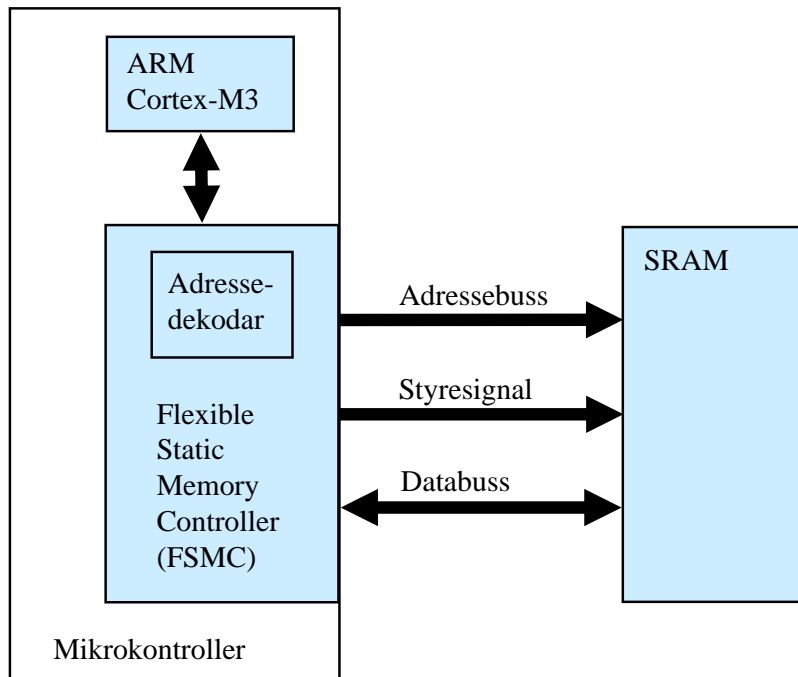 ARM
Cortex-M3
Adresse-
dekodar
Flexible
Static
Memory
Controller
(FSMC)
Mikrokontroller
Adressebuss
Styresignal
Databuss
SRAM